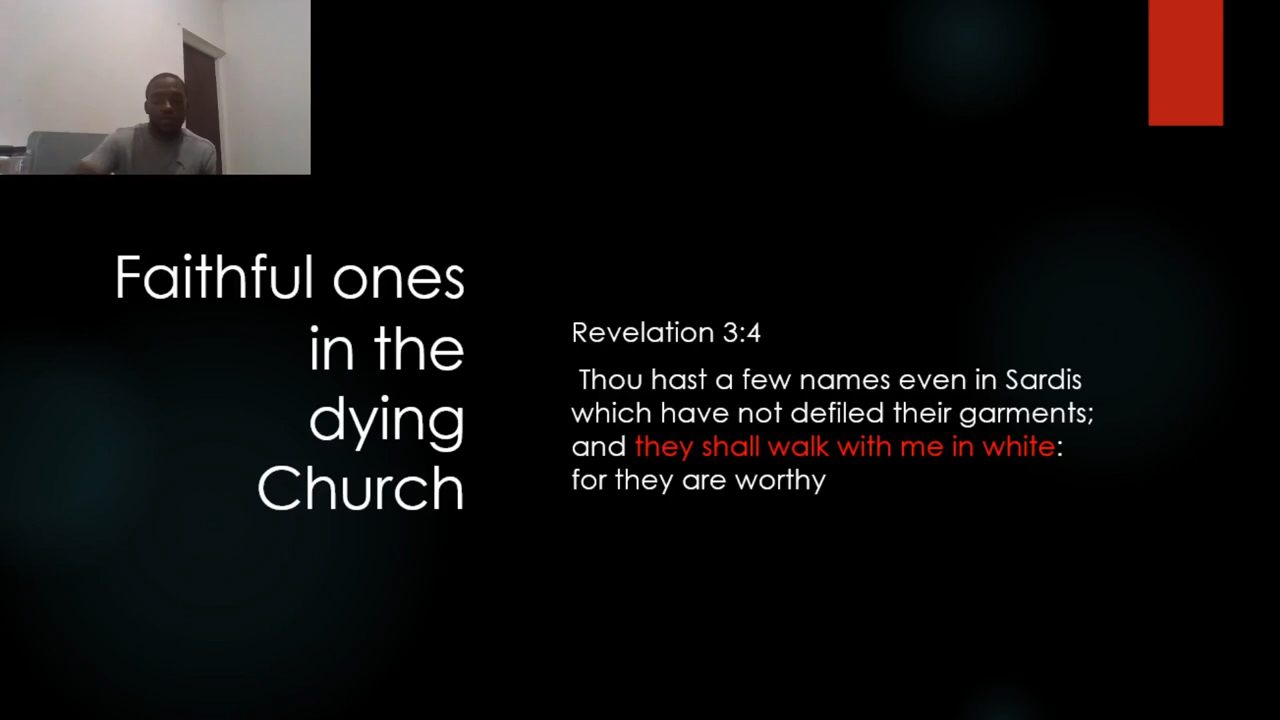 Faithful ones
in the
dying
Church
Revelation 3:4
Thou hast a few names even in Sardis
which have not defiled their garments;
and they shall walk with me in white:
for they are worthy